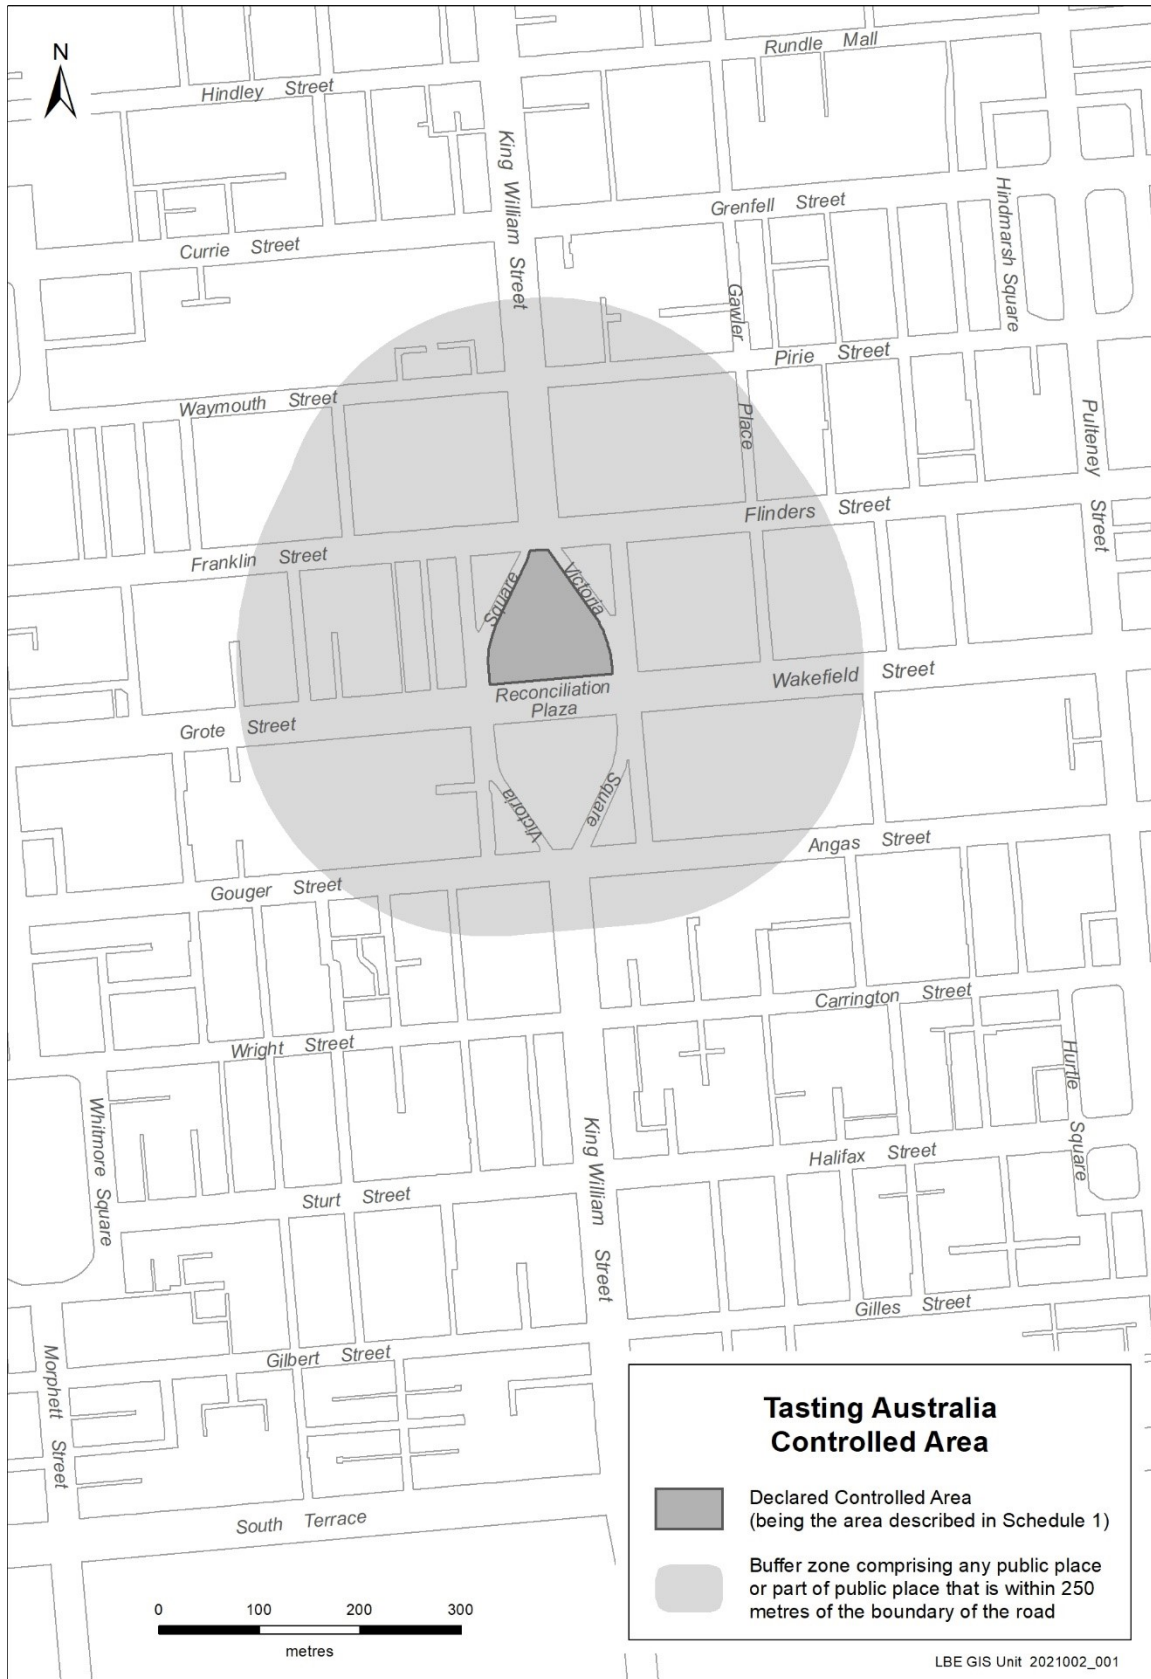 N
Rundle Mall
Hindley Street
King William Street
Hindmarsh Square
Grenfell Street
Currie Street
Gawler Place
Pirie Street
Waymouth Street
Pulteney Street
Flinders Street
Franklin Street
Square
Victoria
Wakefield Street
Reconciliation
Plaza
Grote Street
Victoria
Square
Angas Street
Gouger Street
Carrington Street
Wright Street
Hurtle Square
Whitmore Square
King William Street
Halifax Street
Sturt Street
Gilles Street
Gilbert Street
Morphett Street
South Terrace
0 100 200 300
metres
Tasting Australia
Controlled Area
Declared Controlled Area
(being the area described in Schedule 1)
Buffer zone comprising any public place
or part of public place that is within 250
metres of the boundary of the road
LBE GIS Unit 2021002_001